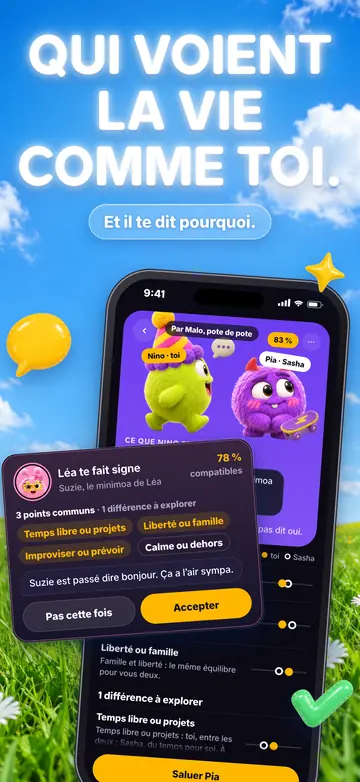 QUI VOIENT
LA VIE
COMME TOI.
Et il te dit pourquoi.
9:41
Par Malo, pote de pote
83 %
Nino · toi
Pia · Sasha
CE QUE NINO
Léa te fait signe
Suzie, le minimoa de Léa
78 %
compatibles
3 points communs · 1 différence à explorer
Temps libre ou projets
Liberté ou famille
Improviser ou prévoir
Calme ou dehors
Suzie est passé dire bonjour. Ça a l'air sympa.
Pas cette fois
Accepter
pas dit oui.
toi
Sasha
Liberté ou famille
Famille et liberté : le même équilibre
pour vous deux.
1 différence à explorer
Temps libre ou projets
Temps libre ou projets : toi, entre les
deux ; Sasha, du temps pour soi. À
Saluer Pia